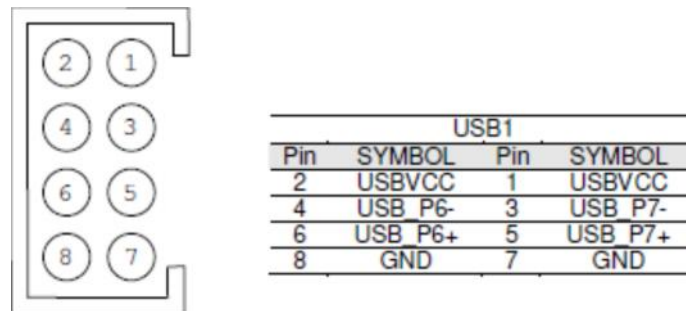 2 1
4 3
6 5
8 7
USB1
Pin SYMBOL Pin SYMBOL
2 USBVCC 1 USBVCC
4 USB_P6- 3 USB_P7-
6 USB_P6+ 5 USB_P7+
8 GND 7 GND